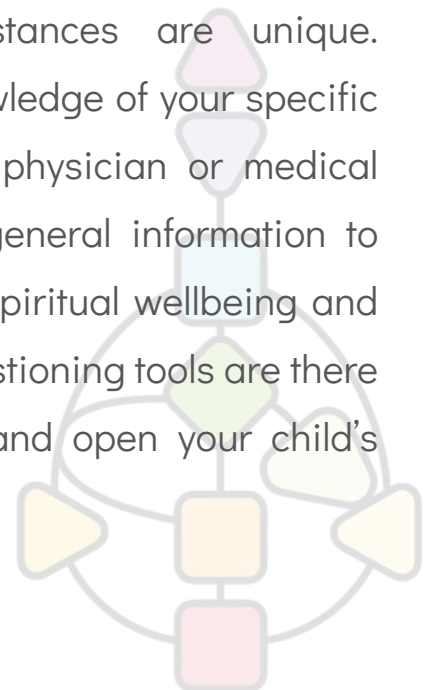 stances are unique.
wledge of your specific
physician or medical
general information to
spiritual wellbeing and
stioning tools are there
and open your child’s